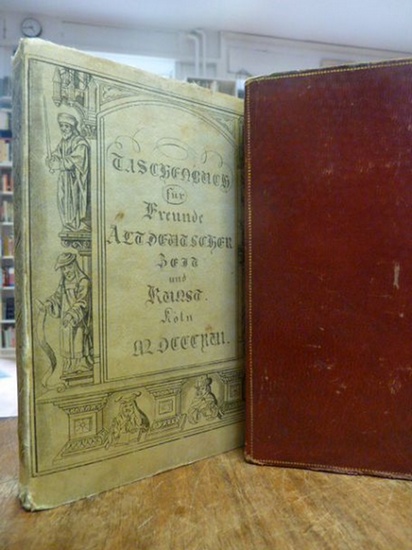 Taschenbuch
für
Freunde
Altdeutscher
Zeit
und
Kunst.
Köln
MDCCCXVI.